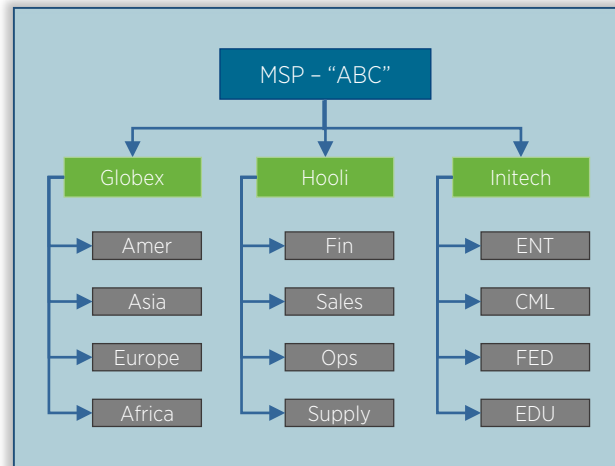 MSP – “ABC”
Globex
Hooli
Initech
Amer
Fin
ENT
Asia
Sales
CML
Europe
Ops
FED
Africa
Supply
EDU